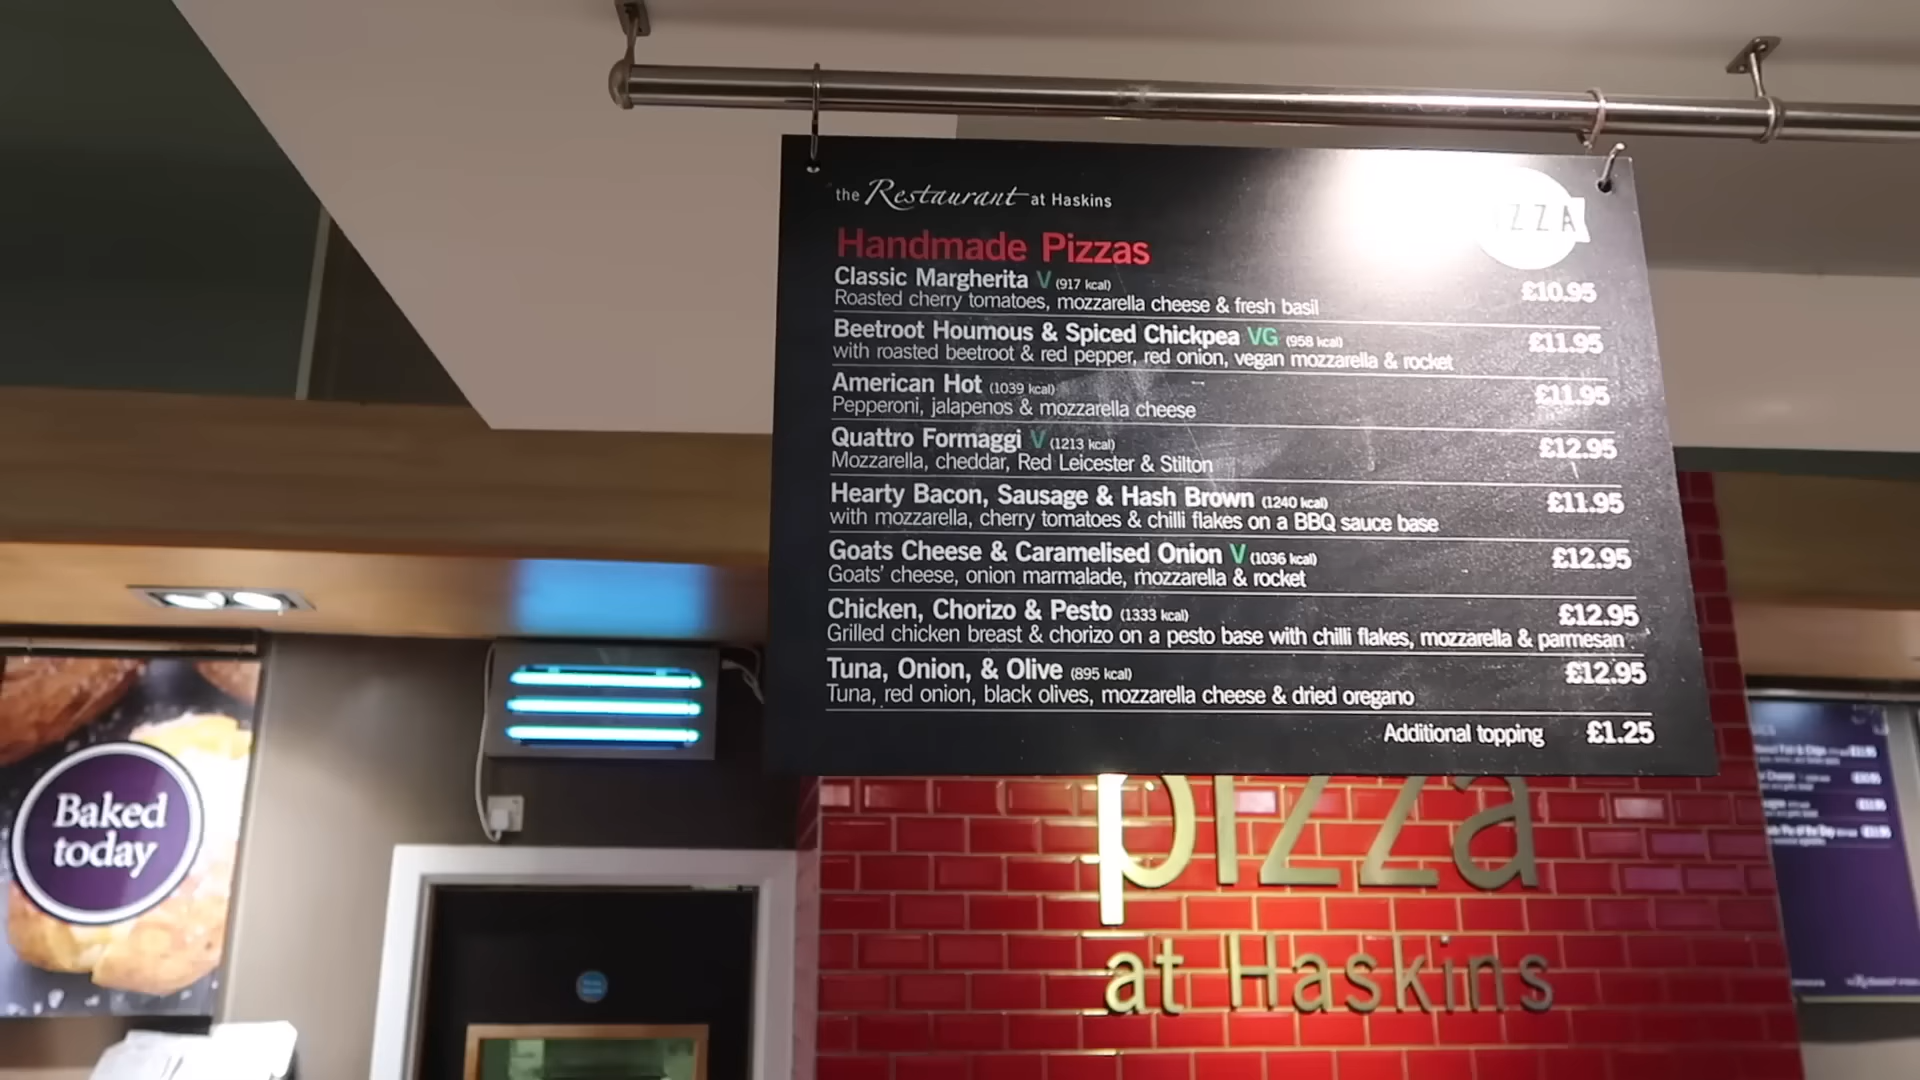 the Restaurant at Haskins
ZZA
Handmade Pizzas
Classic Margherita V (917 kcal) £10.95
Roasted cherry tomatoes, mozzarella cheese & fresh basil
Beetroot Houmous & Spiced Chickpea VG (958 kcal) £11.95
with roasted beetroot & red pepper, red onion, vegan mozzarella & rocket
American Hot (1039 kcal) £11.95
Pepperoni, jalapenos & mozzarella cheese
Quattro Formaggi V (1213 kcal) £12.95
Mozzarella, cheddar, Red Leicester & Stilton
Hearty Bacon, Sausage & Hash Brown (1240 kcal) £11.95
with mozzarella, cherry tomatoes & chilli flakes on a BBQ sauce base
Goats Cheese & Caramelised Onion V (1036 kcal) £12.95
Goats' cheese, onion marmalade, mozzarella & rocket
Chicken, Chorizo & Pesto (1333 kcal) £12.95
Grilled chicken breast & chorizo on a pesto base with chilli flakes, mozzarella & parmesan
Tuna, Onion, & Olive (895 kcal) £12.95
Tuna, red onion, black olives, mozzarella cheese & dried oregano
Additional topping £1.25
Baked
today
pizza
at Haskins